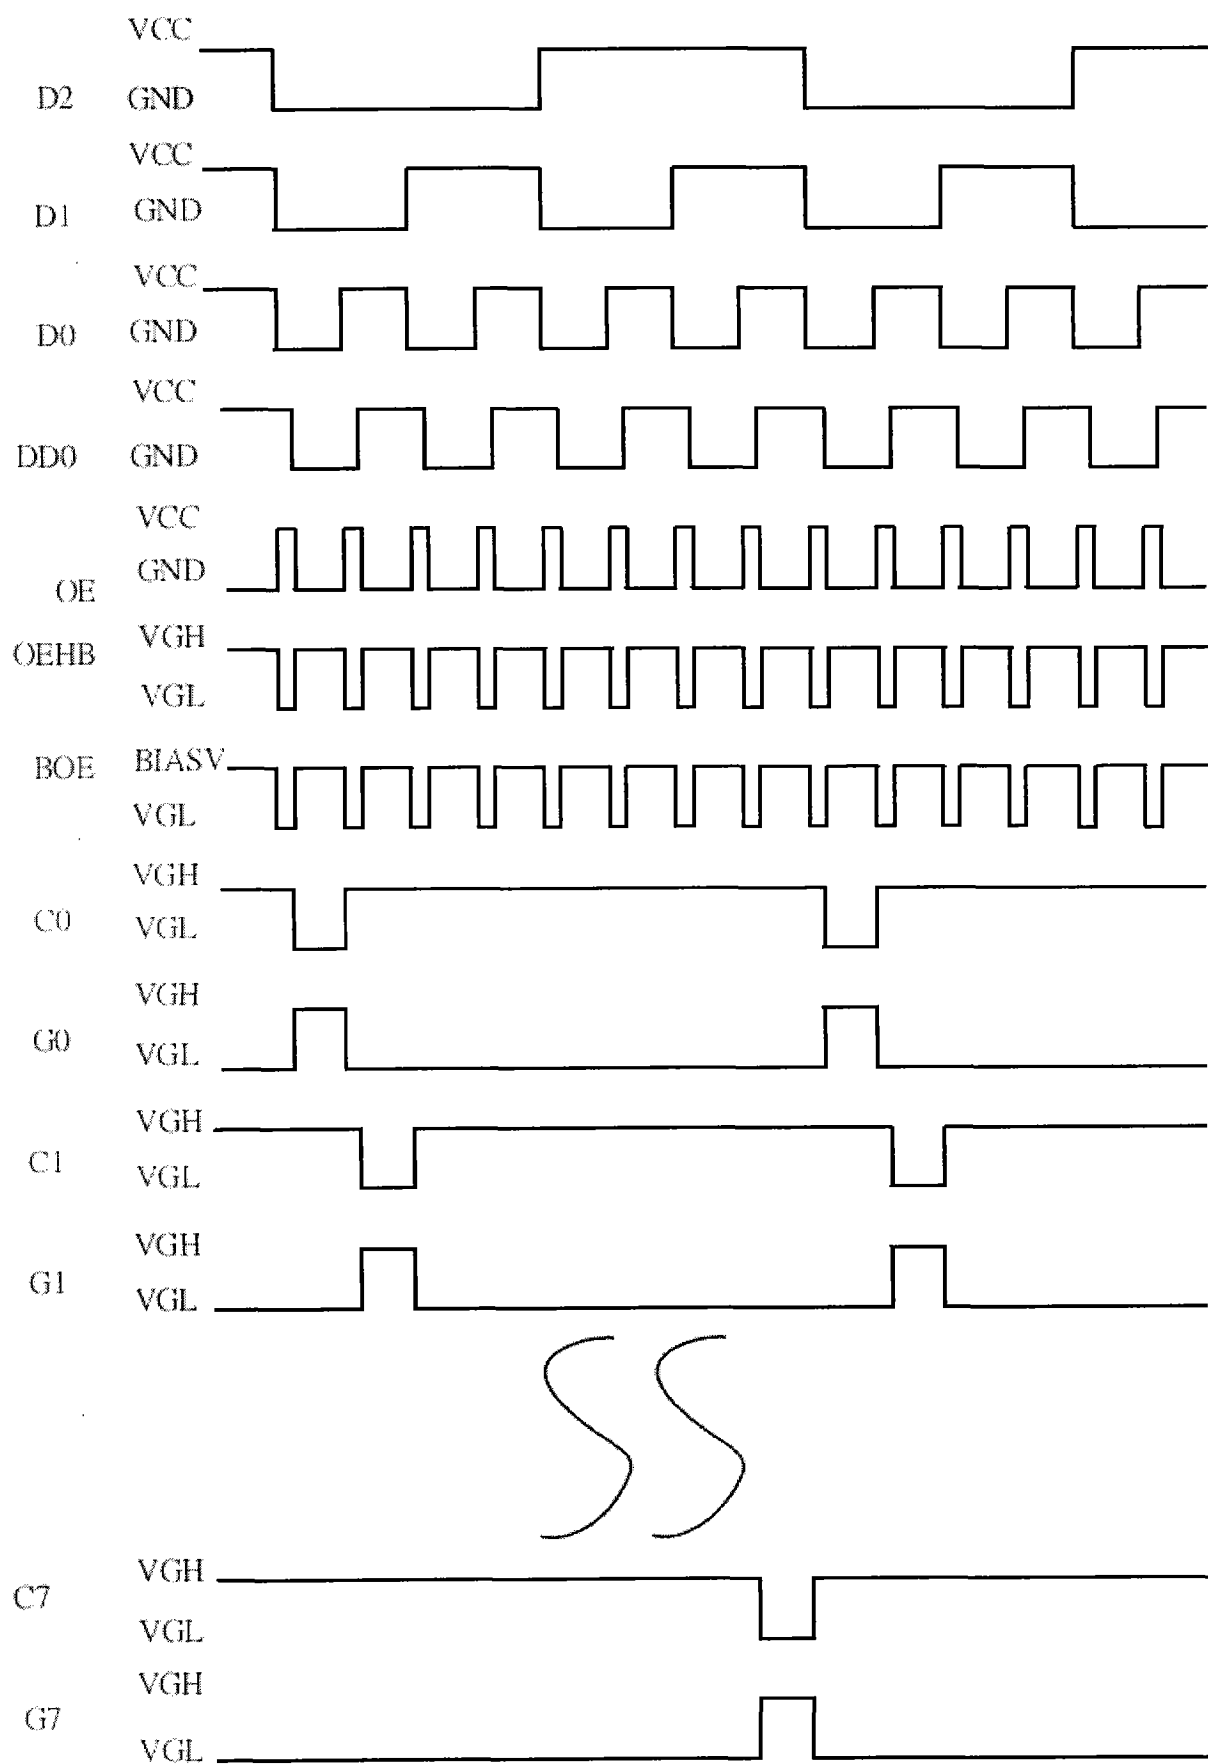 VCC
D2 GND
VCC
D1 GND
VCC
D0 GND
VCC
DD0 GND
VCC
GND
OE
VGH
OEHB
VGL
BOE BIASV
VGL
VGH
C0 VGL
VGH
G0 VGL
VGH
C1 VGL
VGH
G1 VGL
VGH
C7
VGL
VGH
G7
VGL